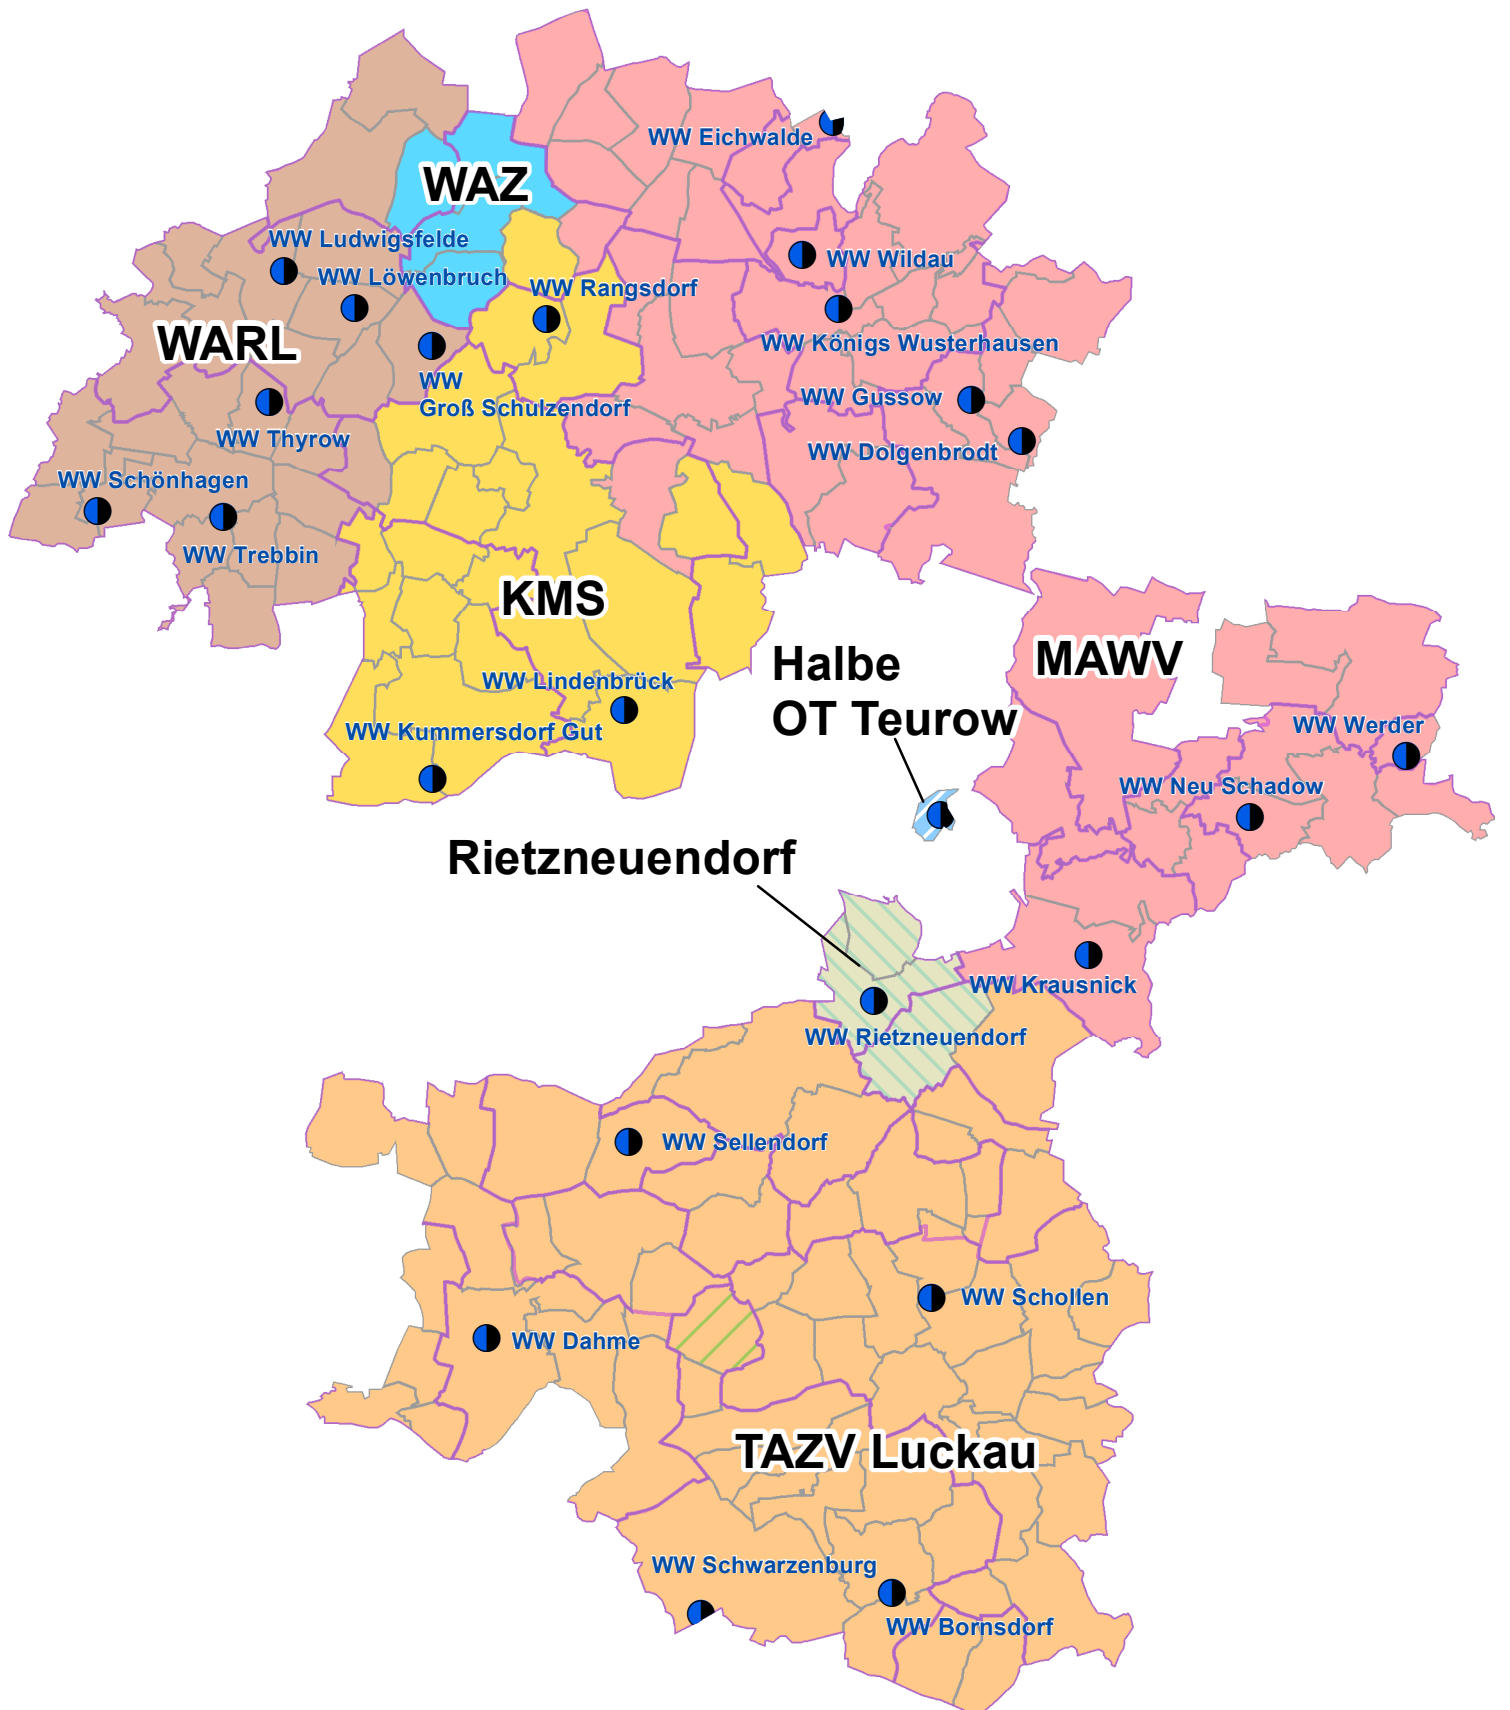 WW Eichwalde
WAZ
WW Ludwigsfelde
WW Wildau
WW Löwenbruch
WW Rangsdorf
WARL
WW Königs Wusterhausen
WW
Groß Schulzendorf
WW Gussow
WW Thyrow
WW Dolgenbrodt
WW Schönhagen
WW Trebbin
KMS
MAWV
Halbe
OT Teurow
WW Lindenbrück
WW Kummersdorf Gut
WW Werder
WW Neu Schadow
Rietzneuendorf
WW Krausnick
WW Rietzneuendorf
WW Sellendorf
WW Schollen
WW Dahme
TAZV Luckau
WW Schwarzenburg
WW Bornsdorf